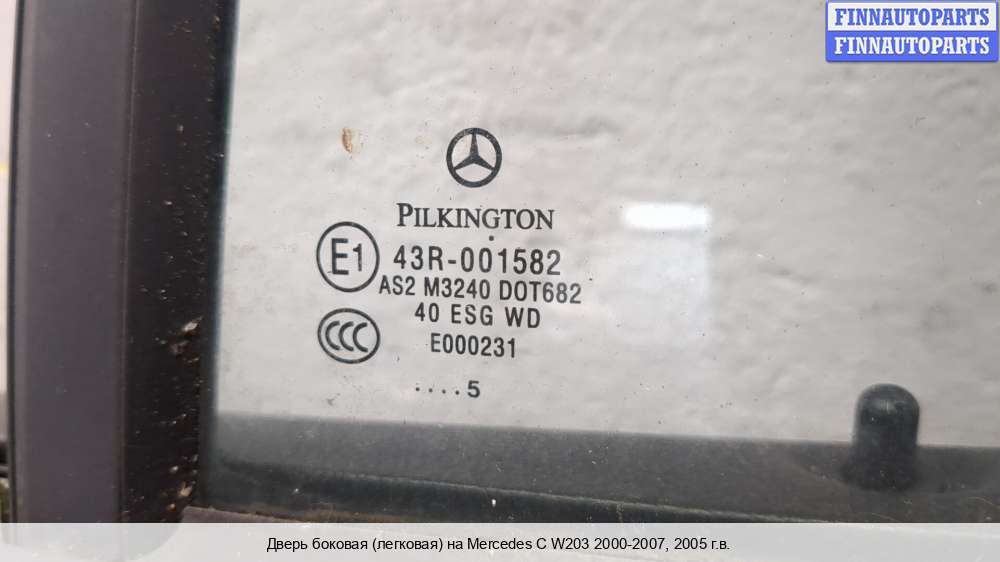 FINNAUTOPARTS
FINNAUTOPARTS
PILKINGTON
E1
43R-001582
AS2 M3240 DOT682
40 ESG WD
CCC
E000231
....5
Дверь боковая (легковая) на Mercedes C W203 2000-2007, 2005 г.в.